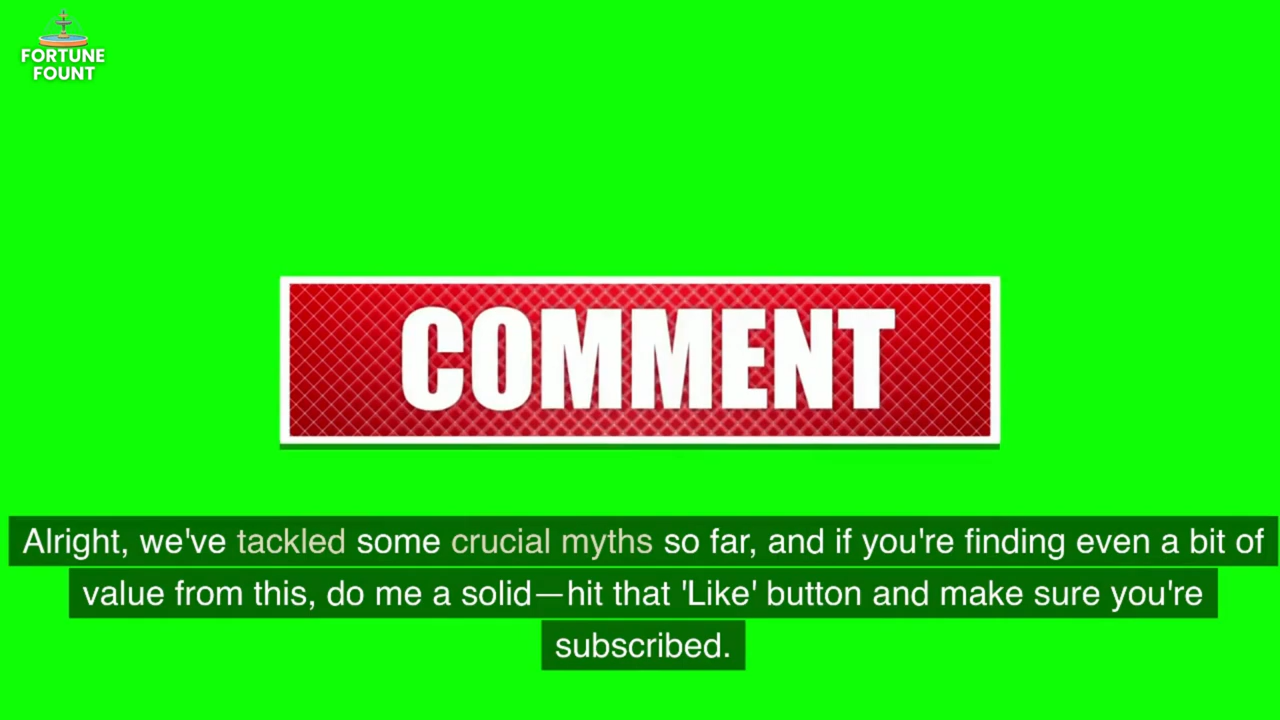 FORTUNE
FOUNT
COMMENT
Alright, we've tackled some crucial myths so far, and if you're finding even a bit of
value from this, do me a solid—hit that 'Like' button and make sure you're
subscribed.